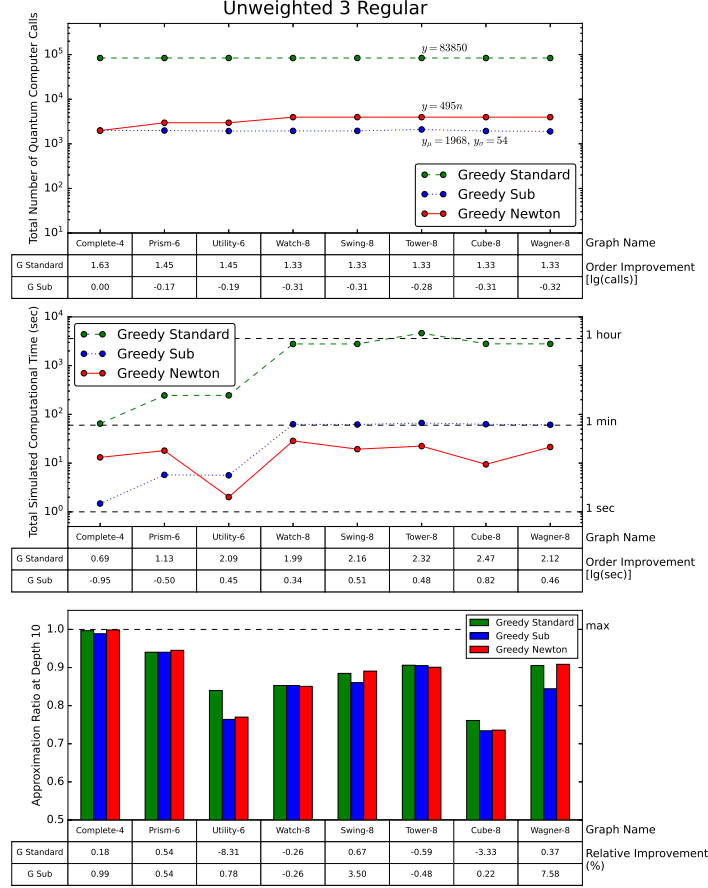 Unweighted 3 Regular
Total Number of Quantum Computer Calls
10^5
10^4
10^3
10^2
10^1
y = 83850
y = 495n
y_μ = 1968, y_σ = 54
Greedy Standard
Greedy Sub
Greedy Newton
Complete-4 Prism-6 Utility-6 Watch-8 Swing-8 Tower-8 Cube-8 Wagner-8 Graph Name
G Standard 1.63 1.45 1.45 1.33 1.33 1.33 1.33 1.33 Order Improvement
G Sub 0.00 -0.17 -0.19 -0.31 -0.31 -0.28 -0.31 -0.32 [lg(calls)]
Total Simulated Computational Time (sec)
10^4
10^3
10^2
10^1
10^0
Greedy Standard
Greedy Sub
Greedy Newton
1 hour
1 min
1 sec
Complete-4 Prism-6 Utility-6 Watch-8 Swing-8 Tower-8 Cube-8 Wagner-8 Graph Name
G Standard 0.69 1.13 2.09 1.99 2.16 2.32 2.47 2.12 Order Improvement
G Sub -0.95 -0.50 0.45 0.34 0.51 0.48 0.82 0.46 [lg(sec)]
Approximation Ratio at Depth 10
1.0
0.9
0.8
0.7
0.6
0.5
Greedy Standard
Greedy Sub
Greedy Newton
max
Complete-4 Prism-6 Utility-6 Watch-8 Swing-8 Tower-8 Cube-8 Wagner-8 Graph Name
G Standard 0.18 0.54 -8.31 -0.26 0.67 -0.59 -3.33 0.37 Relative Improvement
G Sub 0.99 0.54 0.78 -0.26 3.50 -0.48 0.22 7.58 (%)